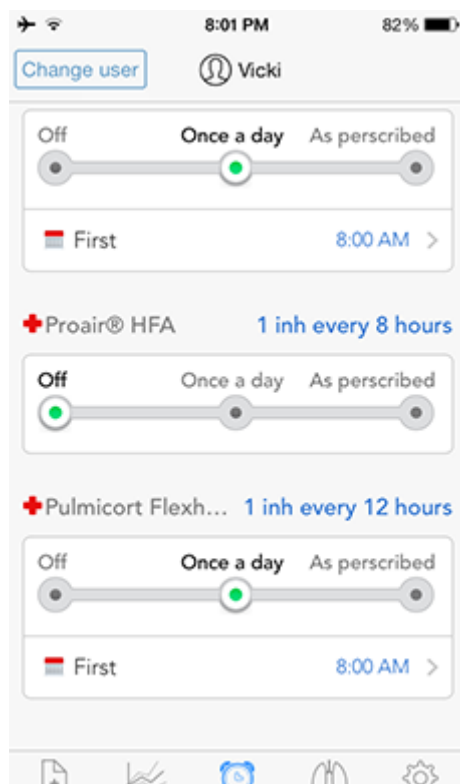 8:01 PM 82%
Change user Vicki
Off Once a day As perscribed
First 8:00 AM
Proair® HFA 1 inh every 8 hours
Off Once a day As perscribed
Pulmicort Flexh... 1 inh every 12 hours
Off Once a day As perscribed
First 8:00 AM